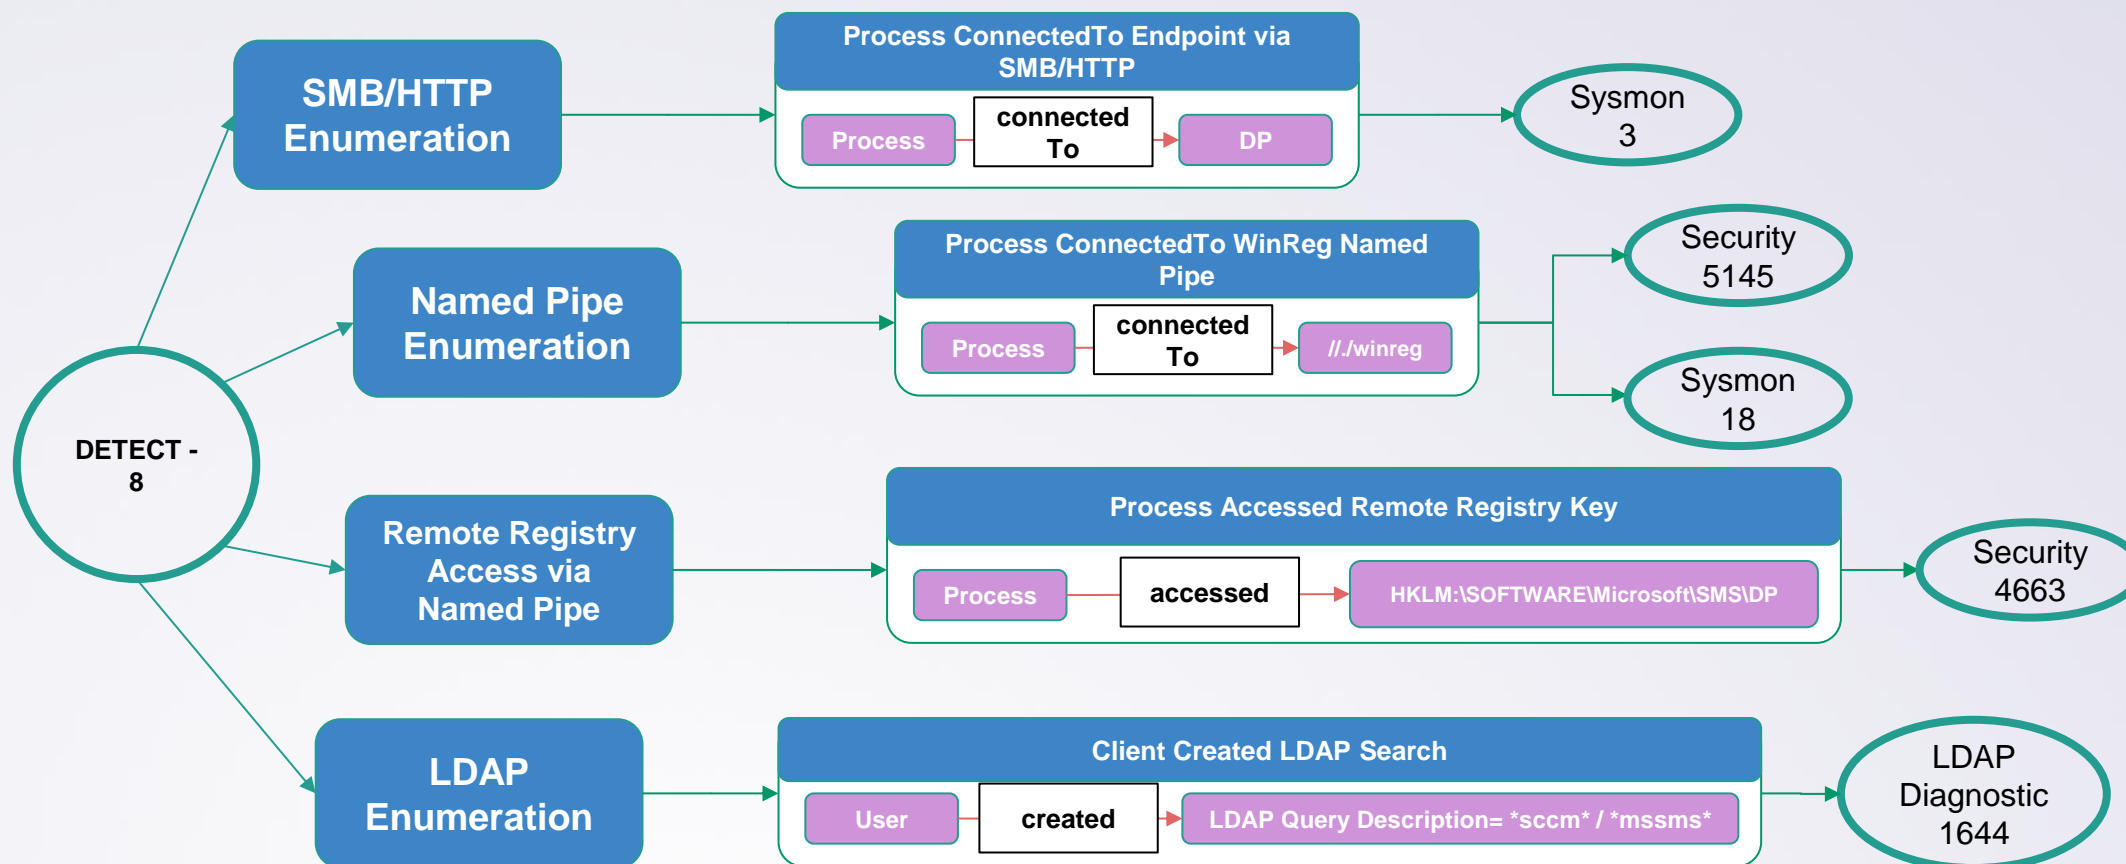 DETECT -
8
SMB/HTTP
Enumeration
Process ConnectedTo Endpoint via
SMB/HTTP
Process
connected
To
DP
Sysmon
3
Named Pipe
Enumeration
Process ConnectedTo WinReg Named
Pipe
Process
connected
To
//./winreg
Security
5145
Sysmon
18
Remote Registry
Access via
Named Pipe
Process Accessed Remote Registry Key
Process
accessed
HKLM:\SOFTWARE\Microsoft\SMS\DP
Security
4663
LDAP
Enumeration
Client Created LDAP Search
User
created
LDAP Query Description= *sccm* / *mssms*
LDAP
Diagnostic
1644